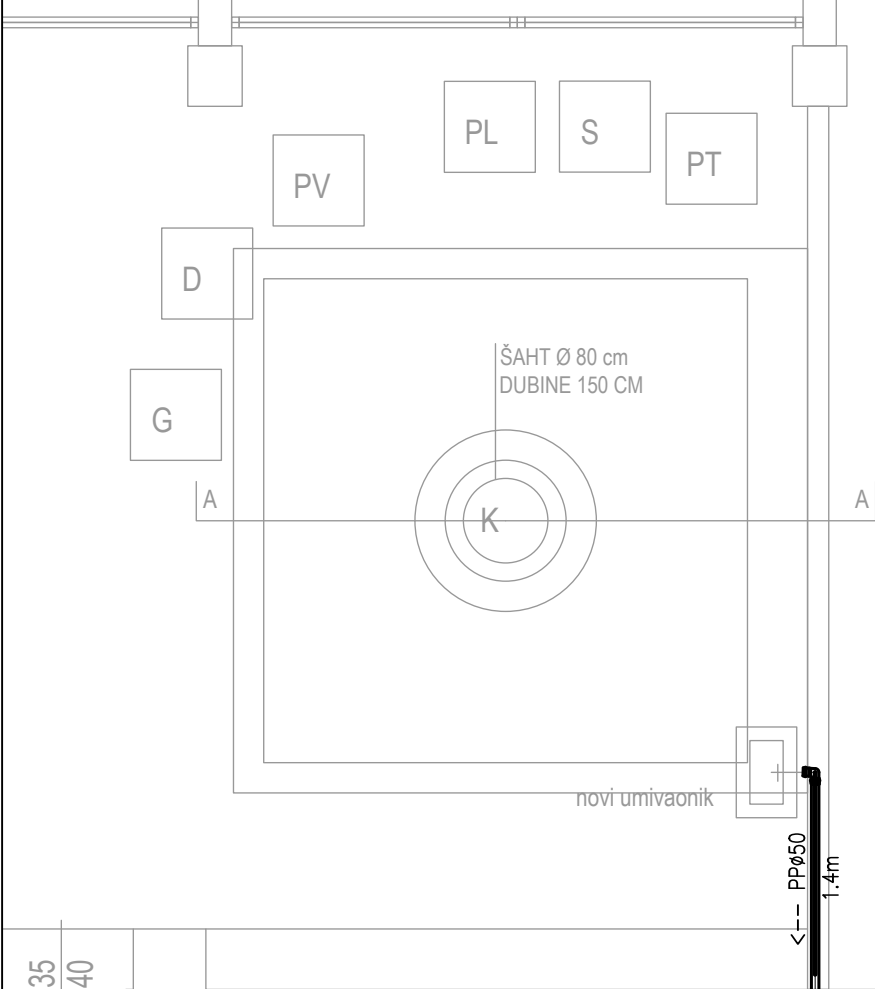 PL
S
PT
PV
D
G
ŠAHT Ø 80 cm
DUBINE 150 CM
A
K
A
novi umivaonik
<-- PPø50
1.4m
35
40